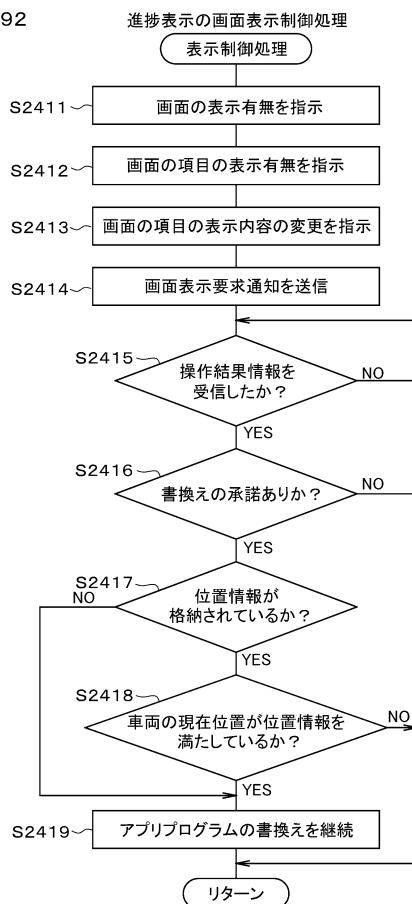 92
進捗表示の画面表示制御処理
表示制御処理
S2411
画面の表示有無を指示
S2412
画面の項目の表示有無を指示
S2413
画面の項目の表示内容の変更を指示
S2414
画面表示要求通知を送信
S2415
操作結果情報を
受信したか？
NO
YES
S2416
書換えの承諾ありか？
NO
YES
S2417
NO
位置情報が
格納されているか？
YES
S2418
車両の現在位置が位置情報を
満たしているか？
NO
YES
S2419
アプリプログラムの書換えを継続
リターン